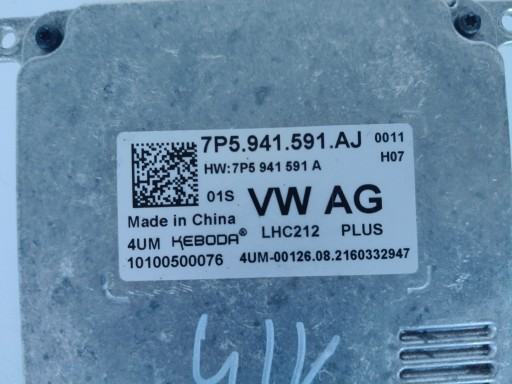 7P5.941.591.AJ 0011
HW:7P5 941 591 A H07
01S VW AG
Made in China
4UM KEBODA® LHC212 PLUS
10100500076 4UM-00126.08.2160332947